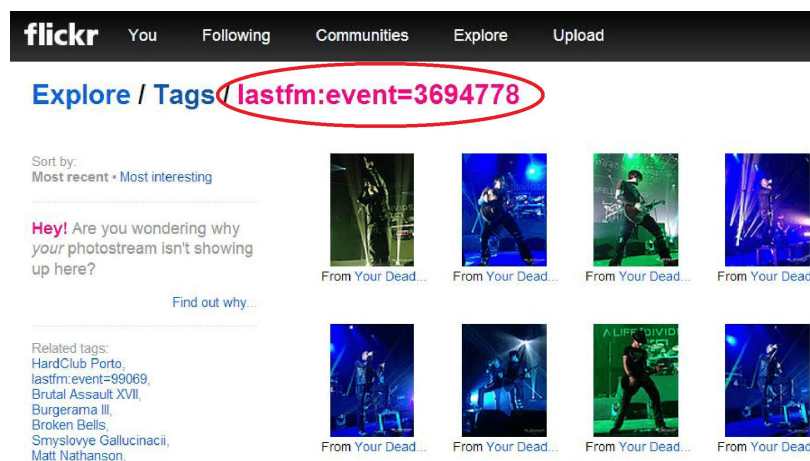 flickr You Following Communities Explore Upload
Explore / Tags / lastfm:event=3694778
Sort by:
Most recent • Most interesting
Hey! Are you wondering why
your photostream isn't showing
up here?
Find out why...
Related tags:
HardClub Porto,
lastfm:event=99069,
Brutal Assault XVII,
Burgerama III,
Broken Bells,
Smyslovye Gallucinacii,
Matt Nathanson,
From Your Dead... From Your Dead... From Your Dead... From Your Dead
From Your Dead... From Your Dead... From Your Dead... From Your Dead
A LIFE DIVID